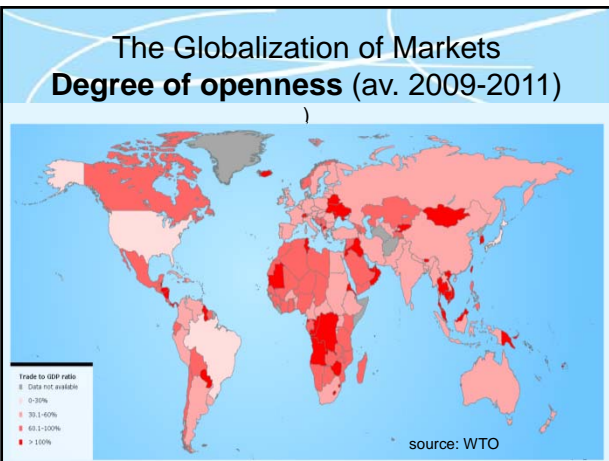 The Globalization of Markets
Degree of openness (av. 2009-2011)
)
Trade to GDP ratio
Data not available
0-30%
30.1-60%
60.1-100%
> 100%
source: WTO